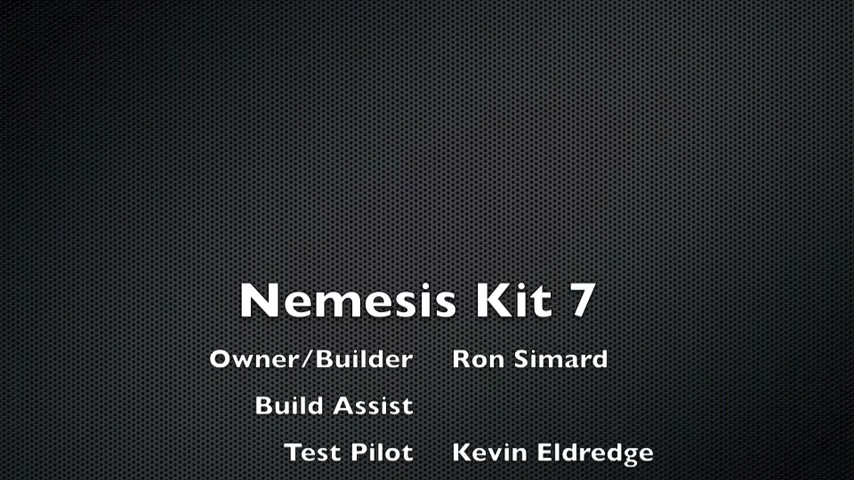 Nemesis Kit 7
Owner/Builder Ron Simard
Build Assist
Test Pilot Kevin Eldredge